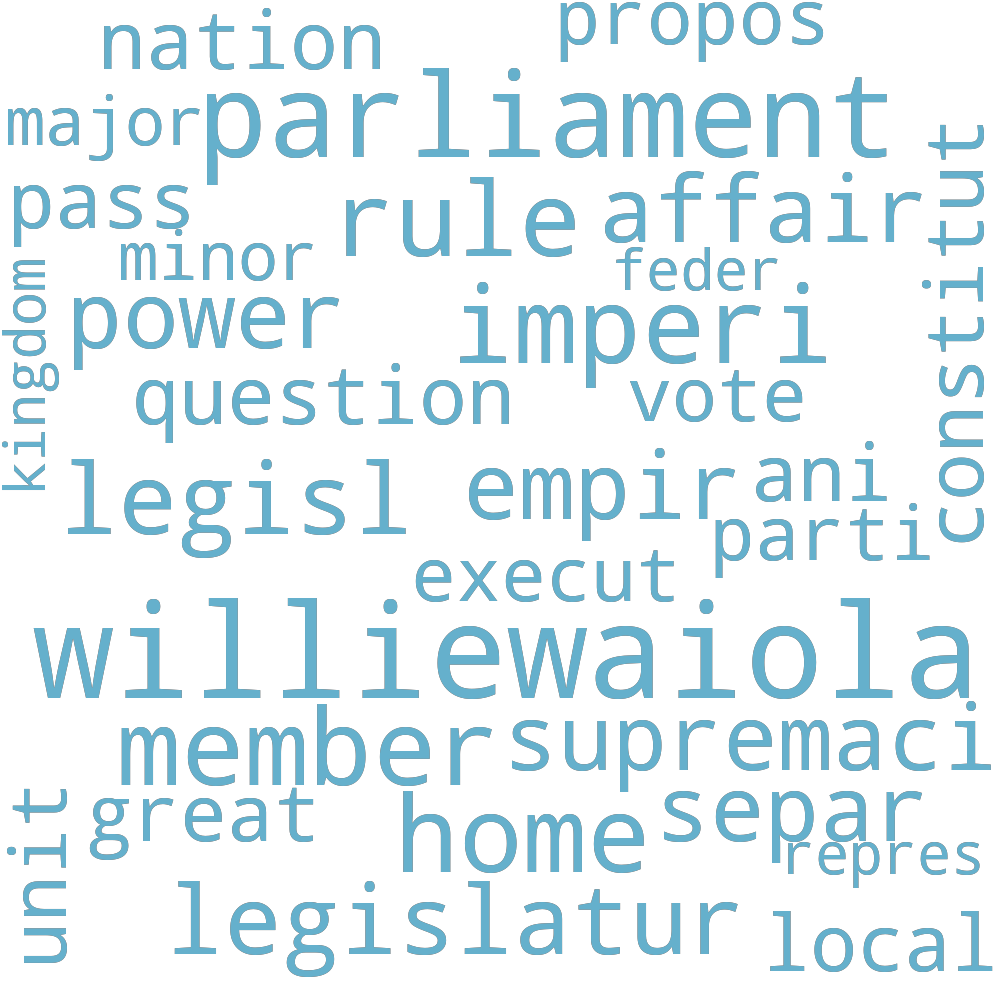 nation
propos
major
parliament
pass
rule
affair
constitut
minor
feder
kingdom
power
imperi
question
vote
legisl
empir
ani
parti
execut
williewaiola
member
supremaci
unit
great
home
separ
repres
legislatur
local